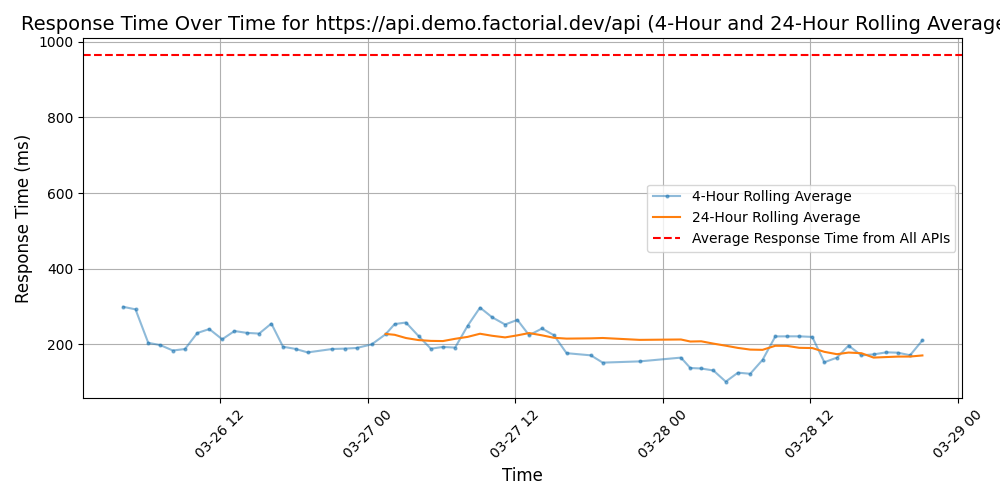 Response Time Over Time for https://api.demo.factorial.dev/api (4-Hour and 24-Hour Rolling Average
Response Time (ms)
1000
800
600
400
200
4-Hour Rolling Average
24-Hour Rolling Average
Average Response Time from All APIs
03-26 12
03-27 00
03-27 12
03-28 00
03-28 12
03-29 00
Time